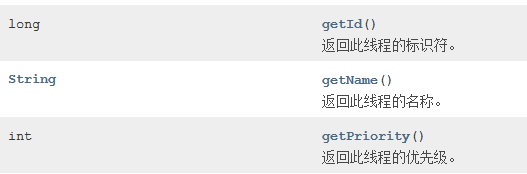 long getId()
返回此线程的标识符。
String getName()
返回此线程的名称。
int getPriority()
返回此线程的优先级。